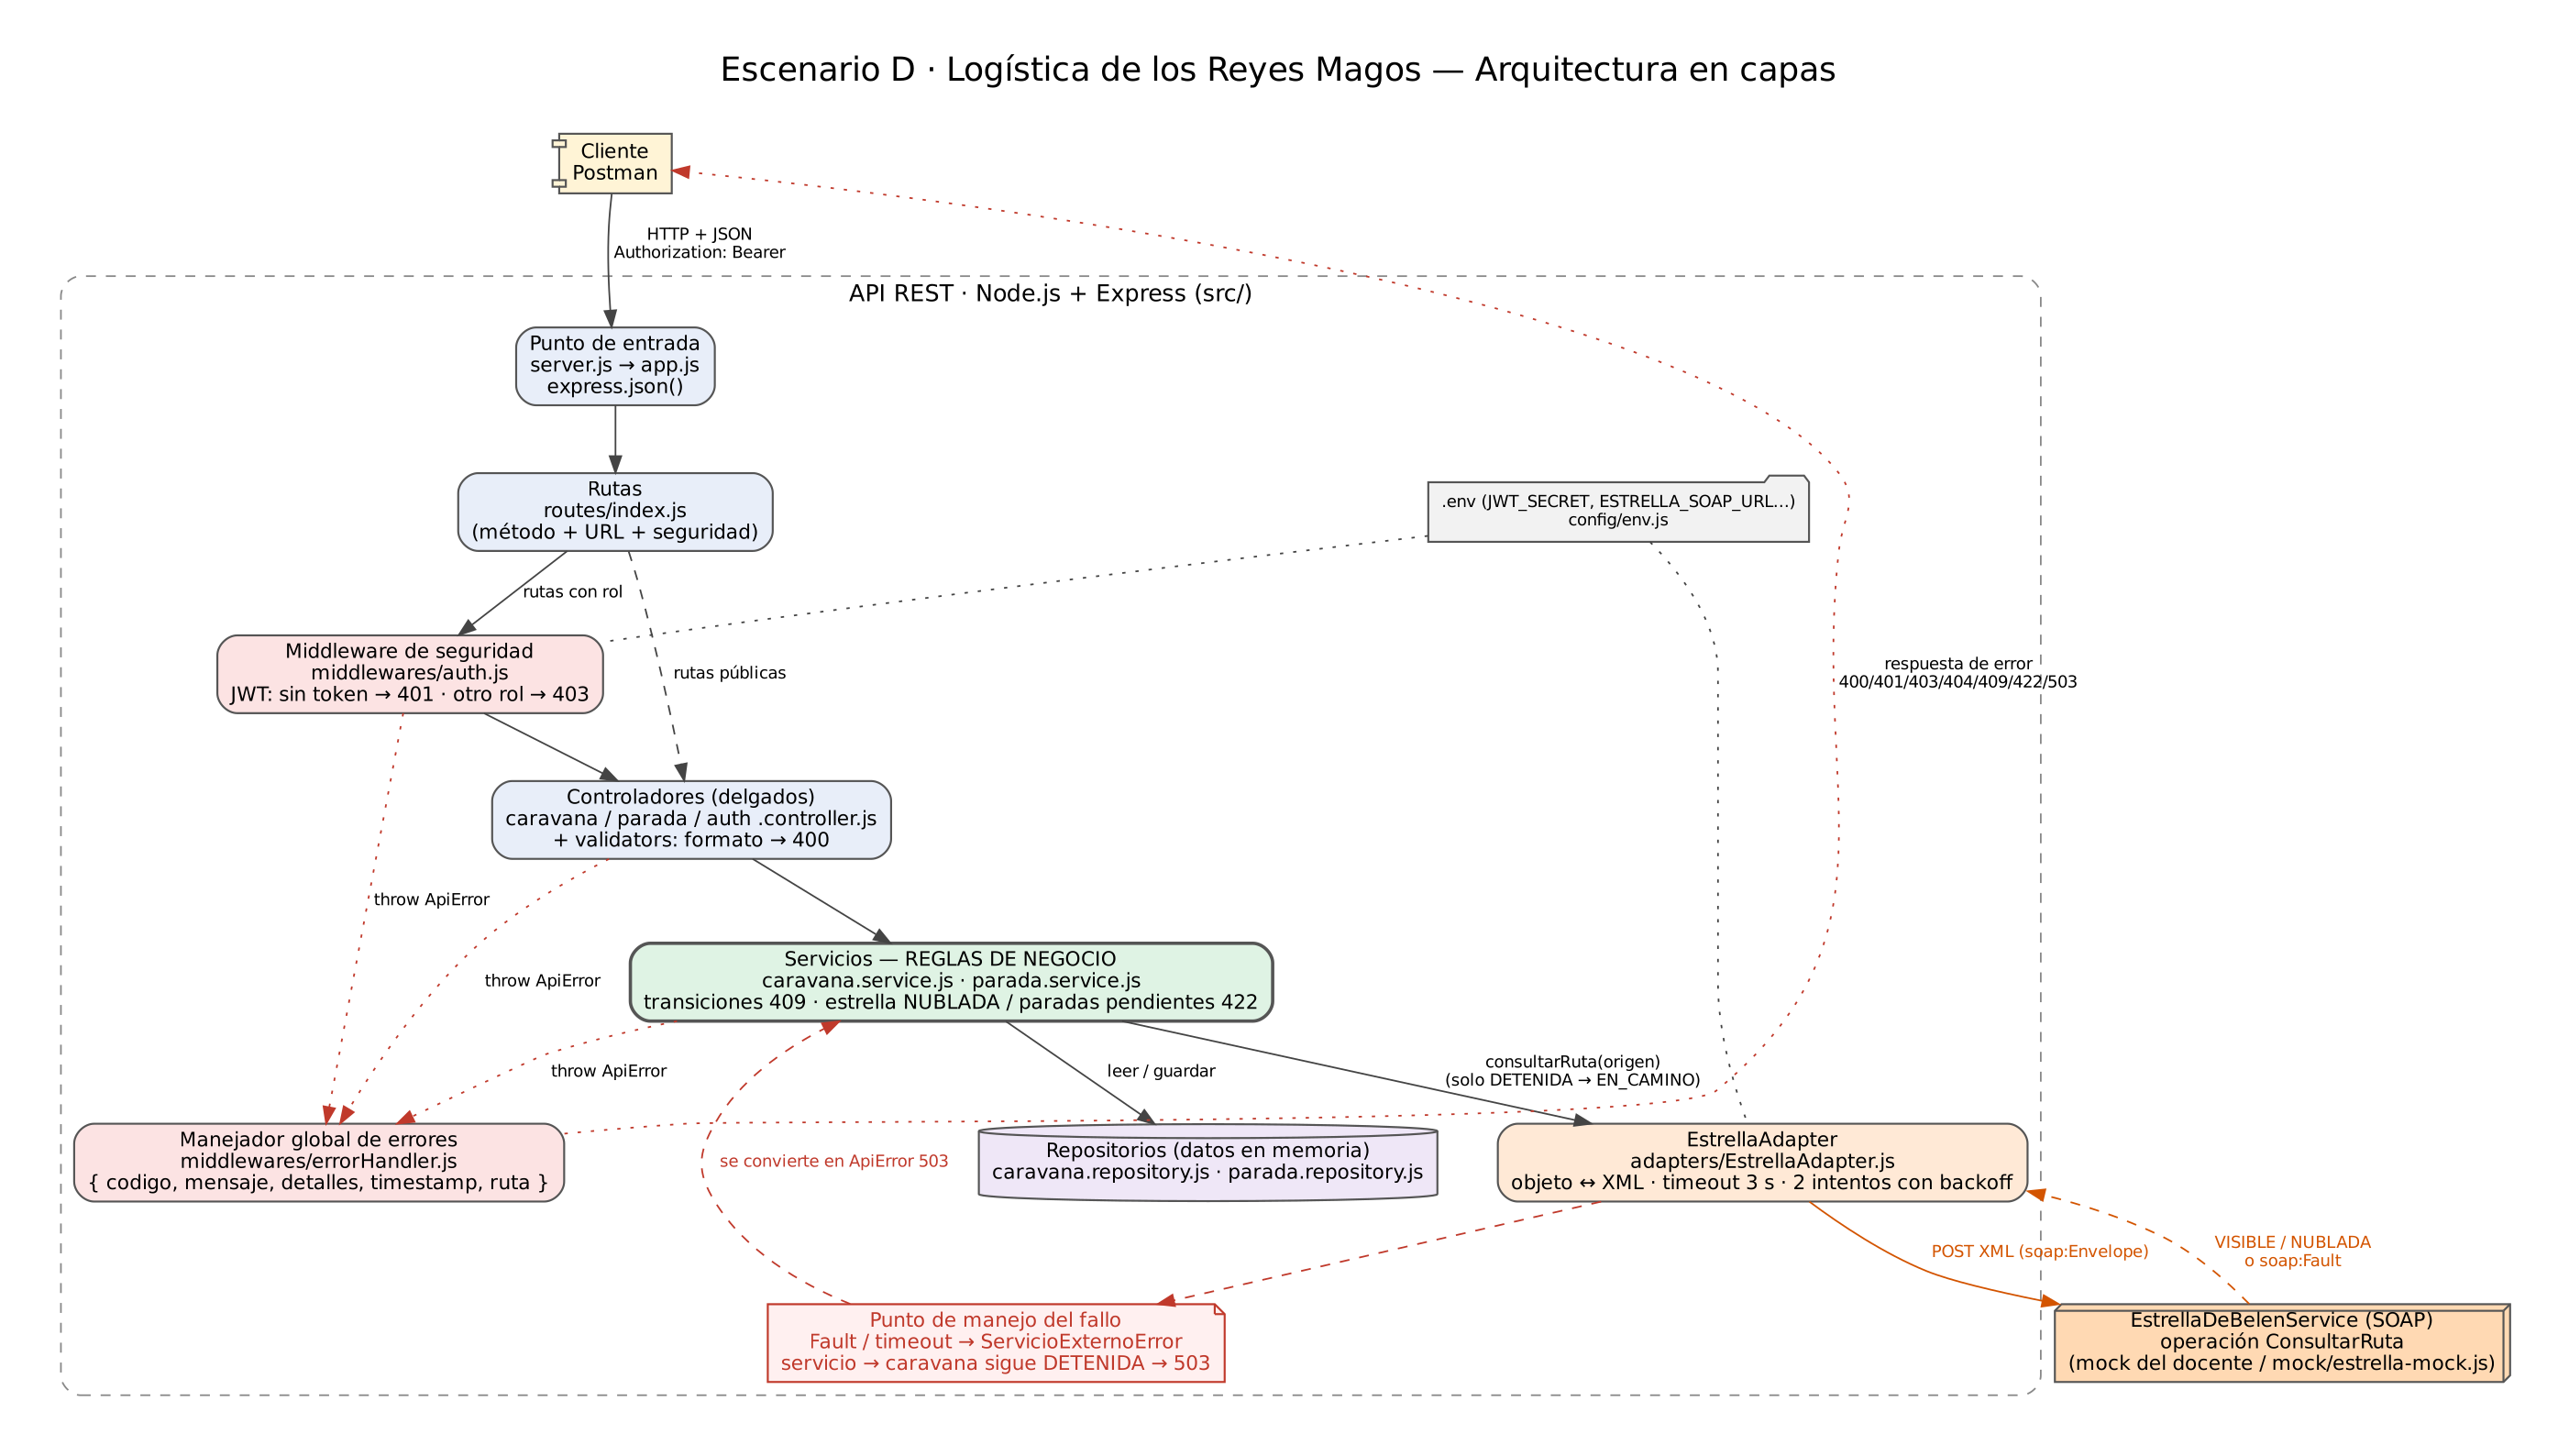 Escenario D · Logística de los Reyes Magos — Arquitectura en capas
Cliente
Postman
HTTP + JSON
Authorization: Bearer
API REST · Node.js + Express (src/)
Punto de entrada
server.js → app.js
express.json()
Rutas
routes/index.js
(método + URL + seguridad)
.env (JWT_SECRET, ESTRELLA_SOAP_URL...)
config/env.js
rutas con rol
Middleware de seguridad
middlewares/auth.js
JWT: sin token → 401 · otro rol → 403
rutas públicas
respuesta de error
400/401/403/404/409/422/503
Controladores (delgados)
caravana / parada / auth .controller.js
+ validators: formato → 400
throw ApiError
throw ApiError
Servicios — REGLAS DE NEGOCIO
caravana.service.js · parada.service.js
transiciones 409 · estrella NUBLADA / paradas pendientes 422
throw ApiError
leer / guardar
consultarRuta(origen)
(solo DETENIDA → EN_CAMINO)
Manejador global de errores
middlewares/errorHandler.js
{ codigo, mensaje, detalles, timestamp, ruta }
se convierte en ApiError 503
Repositorios (datos en memoria)
caravana.repository.js · parada.repository.js
EstrellaAdapter
adapters/EstrellaAdapter.js
objeto ↔ XML · timeout 3 s · 2 intentos con backoff
POST XML (soap:Envelope)
VISIBLE / NUBLADA
o soap:Fault
Punto de manejo del fallo
Fault / timeout → ServicioExternoError
servicio → caravana sigue DETENIDA → 503
EstrellaDeBelenService (SOAP)
operación ConsultarRuta
(mock del docente / mock/estrella-mock.js)